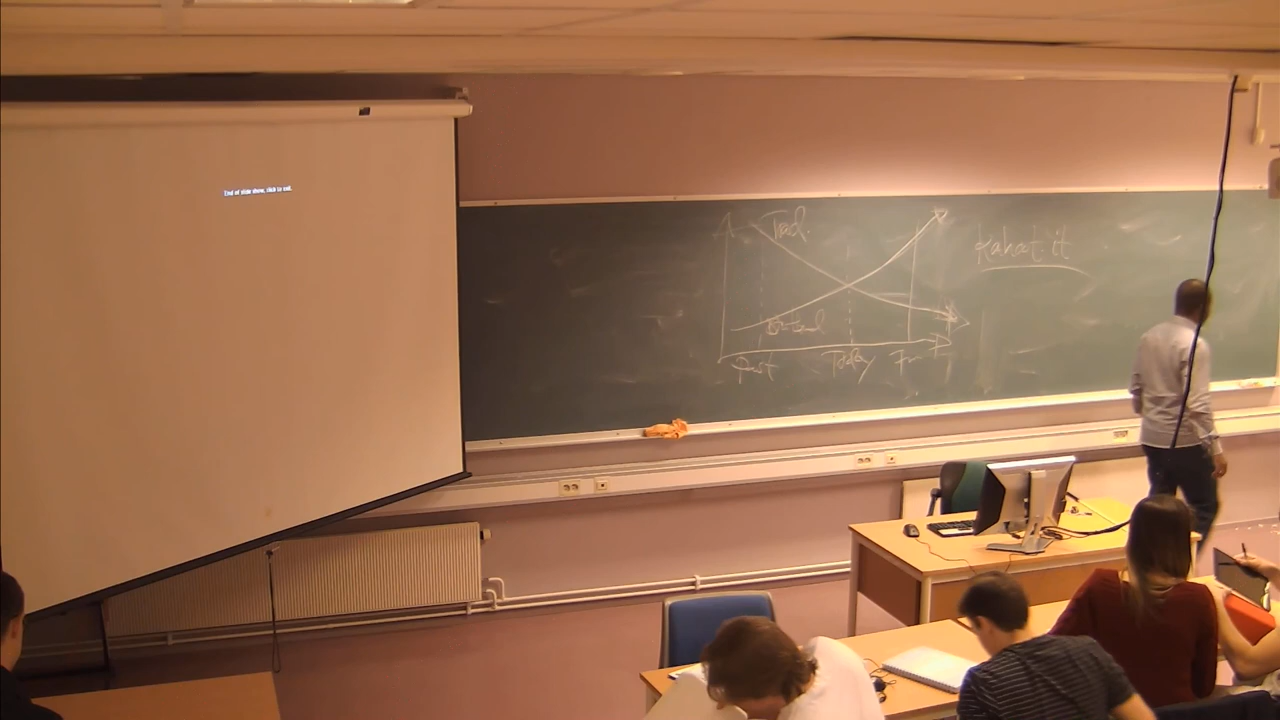 End of slide show, click to exit.
Trad.
Kahoot.it
Past
Today